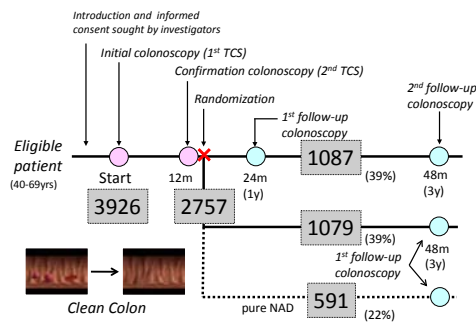 Introduction and informed
consent sought by investigators
Initial colonoscopy (1st TCS)
Confirmation colonoscopy (2nd TCS)
Randomization
1st follow-up
colonoscopy
2nd follow-up
colonoscopy
Eligible
patient
(40-69yrs)
Start
12m
24m
(1y)
1087
(39%)
48m
(3y)
3926
2757
1079
(39%)
48m
(3y)
1st follow-up
colonoscopy
Clean Colon
pure NAD
591
(22%)